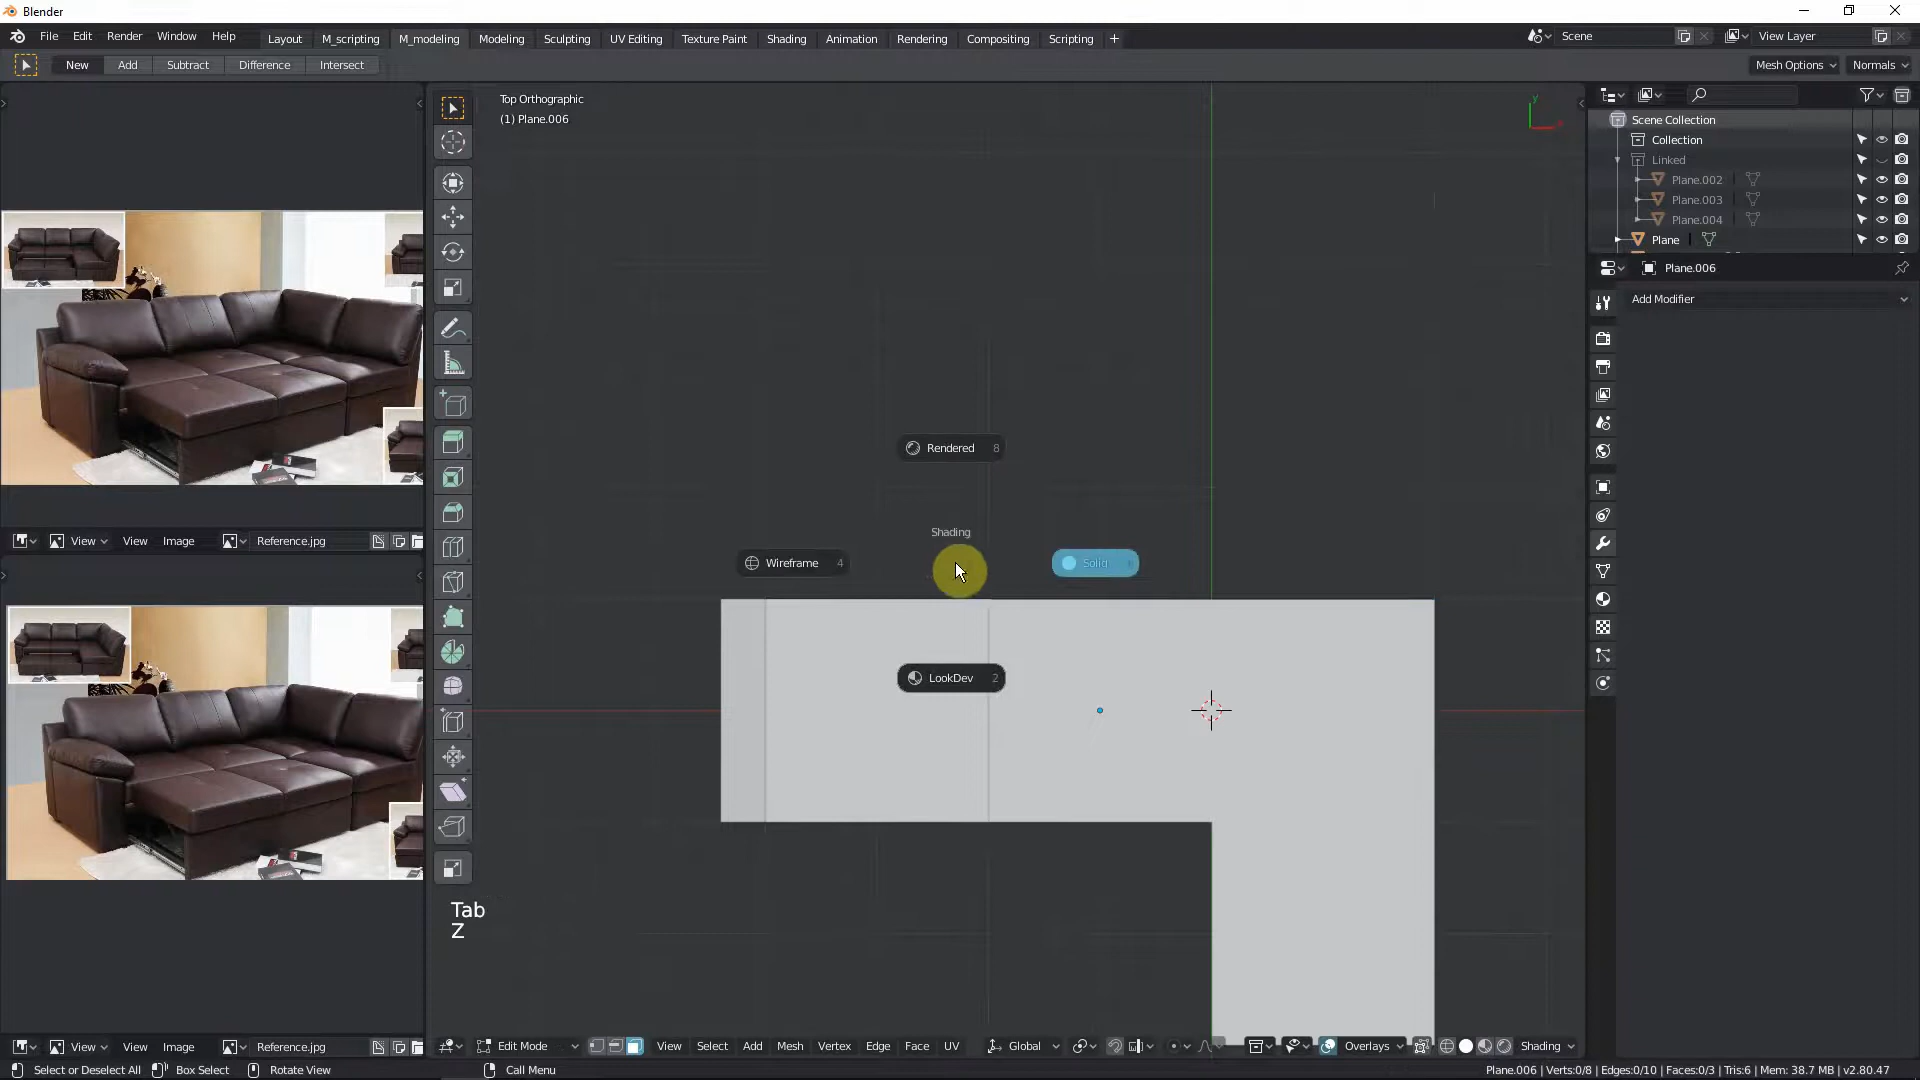 Blender
File Edit Render Window Help
Layout M_scripting M_modeling Modeling Sculpting UV Editing Texture Paint Shading Animation Rendering Compositing Scripting +
Scene
View Layer
New Add Subtract Difference Intersect
Mesh Options Normals
Top Orthographic
(1) Plane.006
Y
Scene Collection
Collection
Linked
Plane.002
Plane.003
Plane.004
Plane
Plane.006
Add Modifier
Rendered 8
Shading
Wireframe 4
Solid
LookDev 2
View View Image Reference.jpg
Tab
Z
View View Image Reference.jpg
Edit Mode View Select Add Mesh Vertex Edge Face UV Global Overlays Shading
Select or Deselect All Box Select Rotate View Call Menu
Plane.006 | Verts:0/8 | Edges:0/10 | Faces:0/3 | Tris:6 | Mem: 38.7 MB | v2.80.47